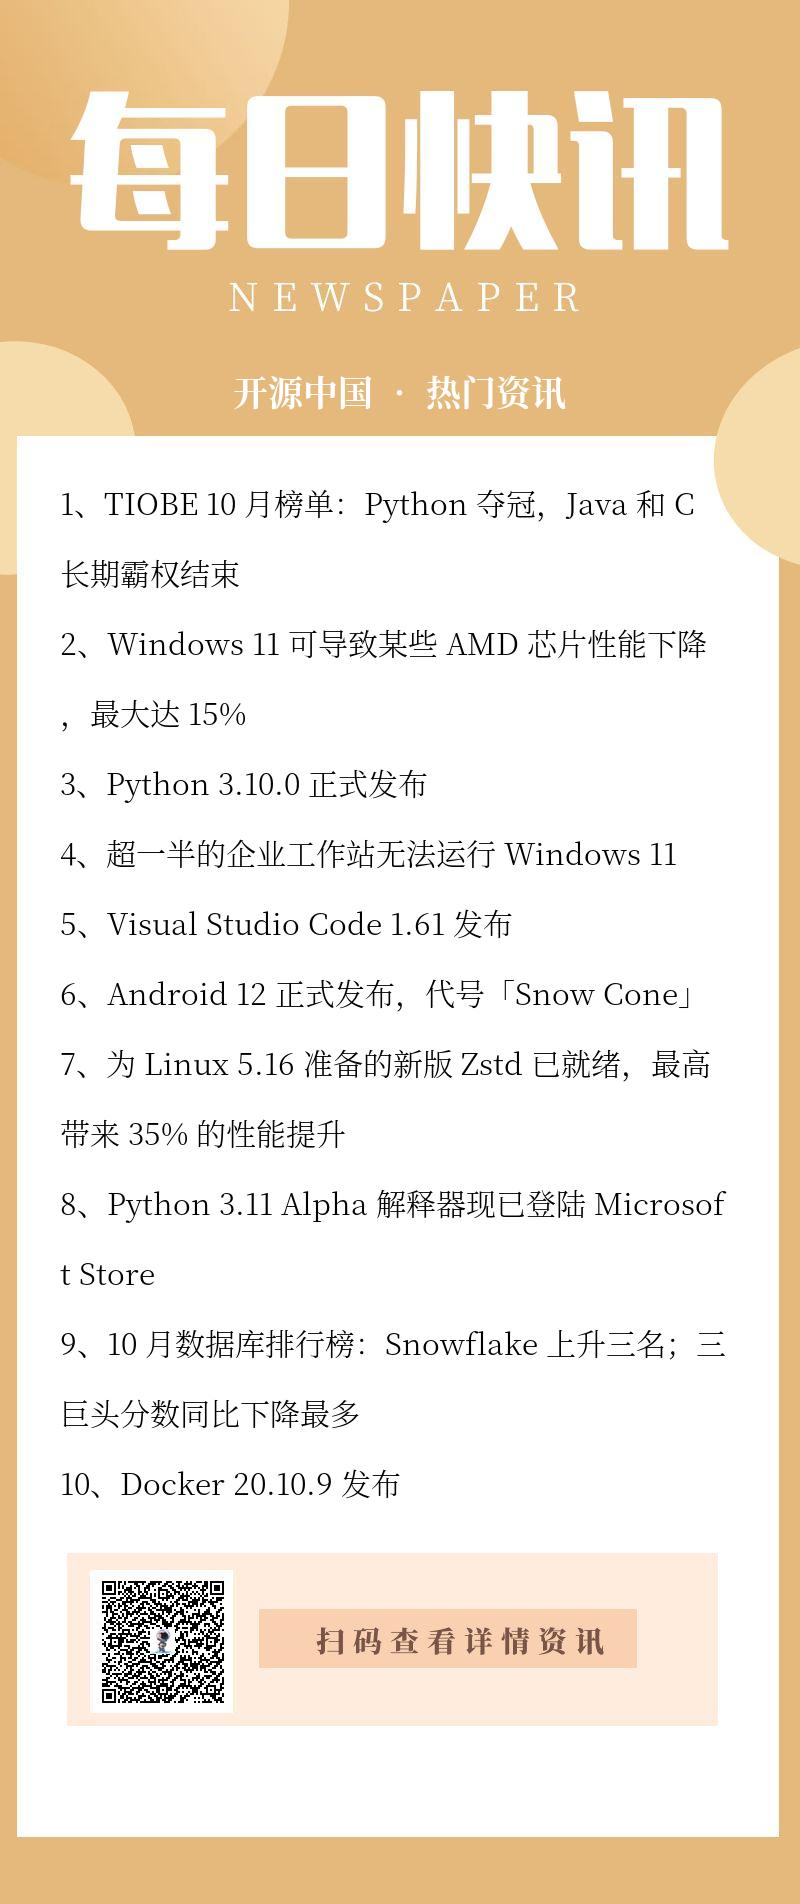 每日快讯
NEWSPAPER
开源中国 · 热门资讯
1、TIOBE 10 月榜单：Python 夺冠，Java 和 C
长期霸权结束
2、Windows 11 可导致某些 AMD 芯片性能下降
，最大达 15%
3、Python 3.10.0 正式发布
4、超一半的企业工作站无法运行 Windows 11
5、Visual Studio Code 1.61 发布
6、Android 12 正式发布，代号「Snow Cone」
7、为 Linux 5.16 准备的新版 Zstd 已就绪，最高
带来 35% 的性能提升
8、Python 3.11 Alpha 解释器现已登陆 Microsof
t Store
9、10 月数据库排行榜：Snowflake 上升三名；三
巨头分数同比下降最多
10、Docker 20.10.9 发布
扫码查看详情资讯